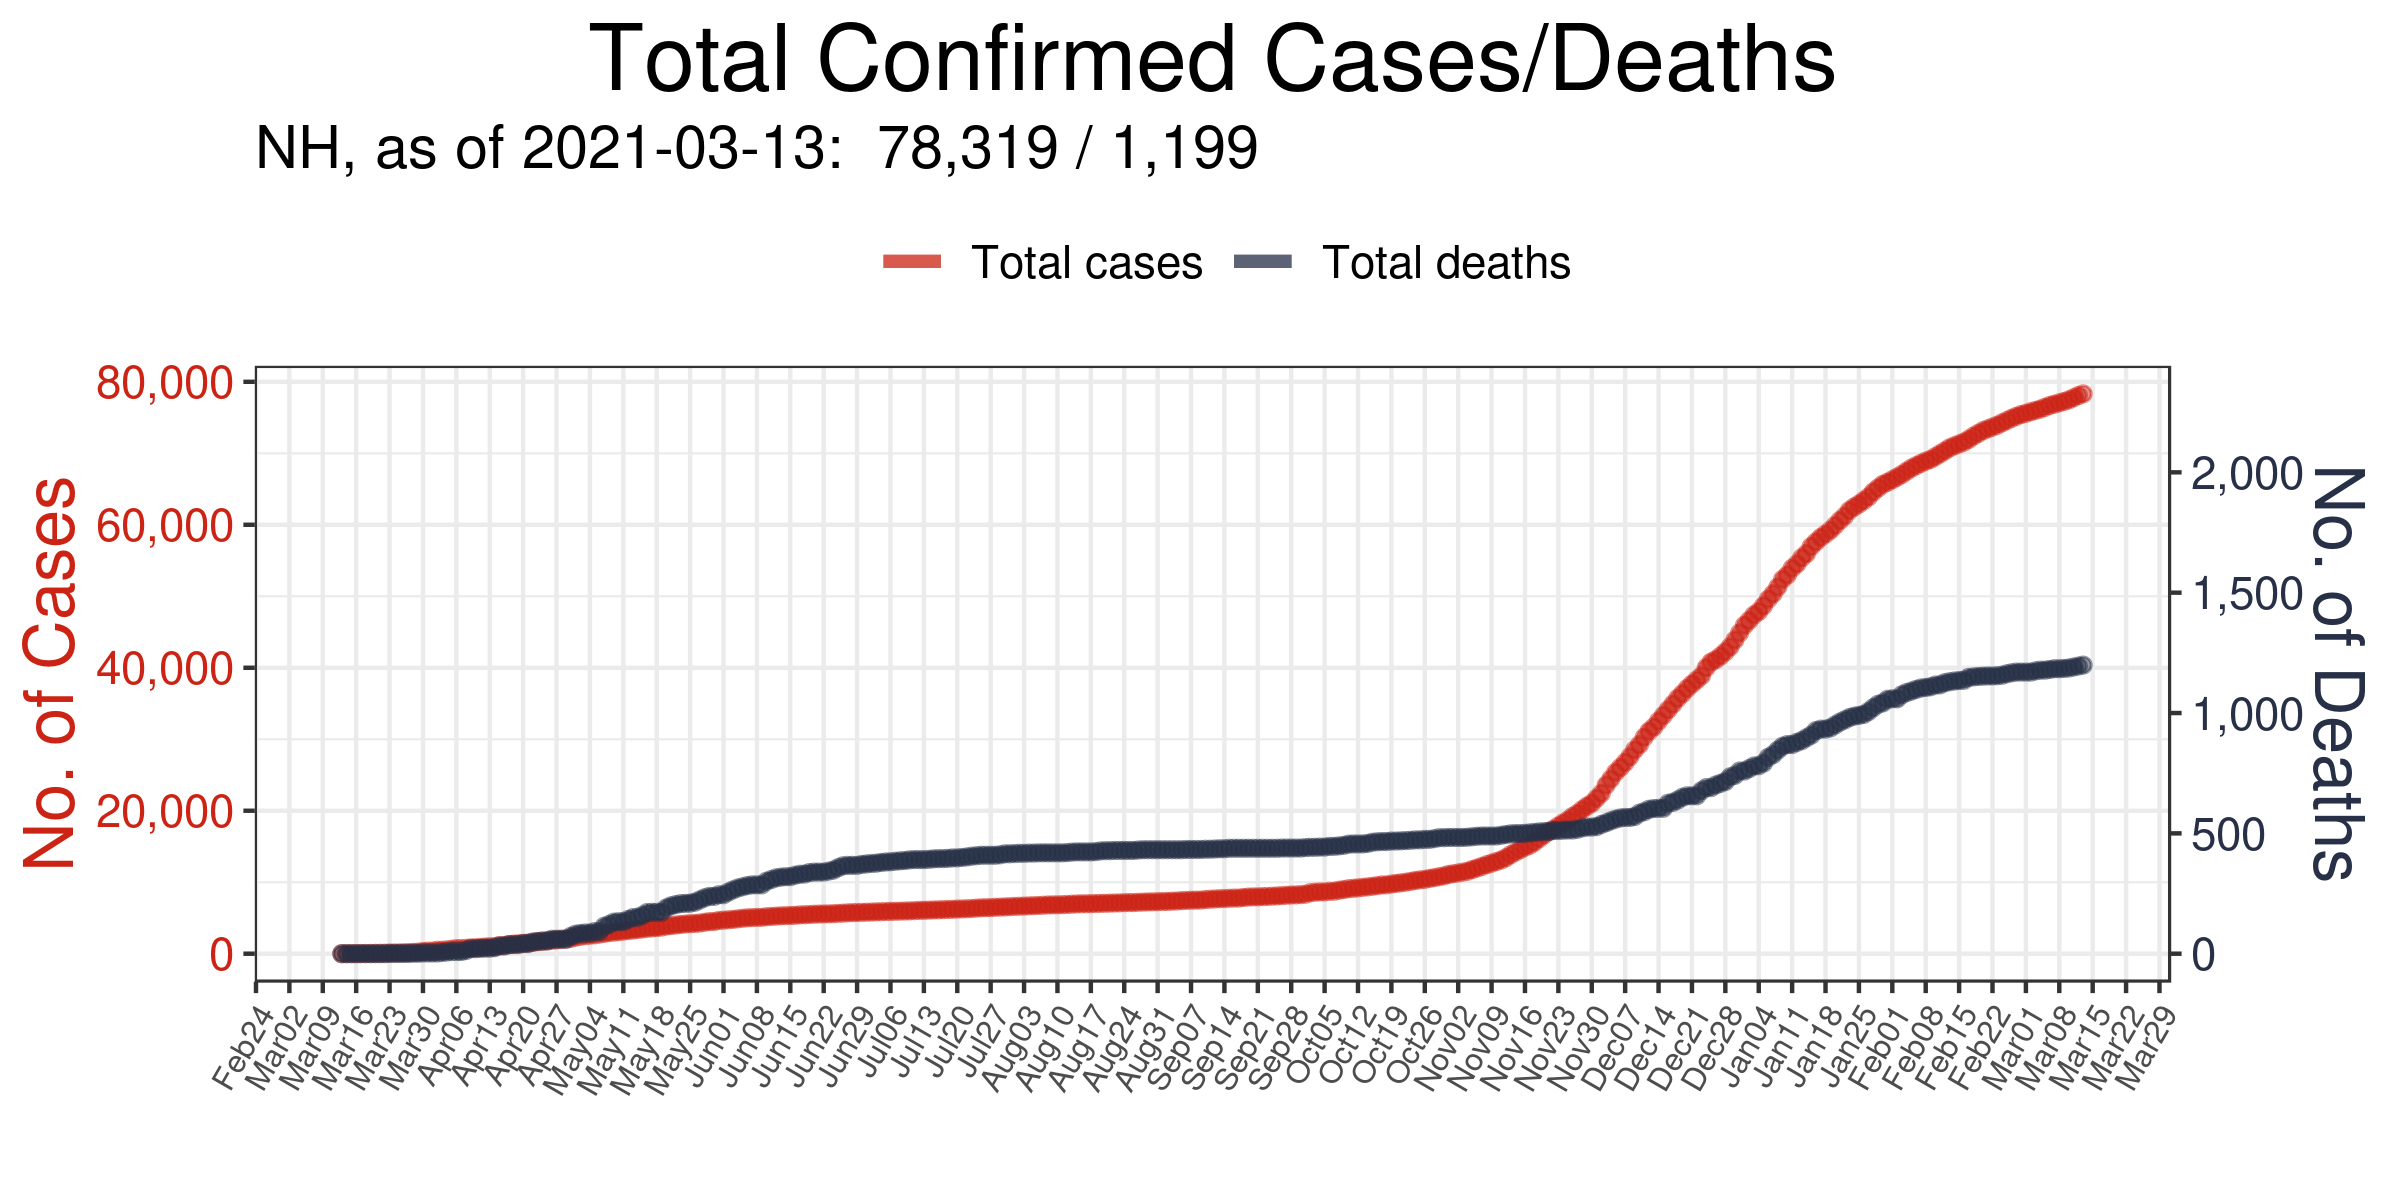 Total Confirmed Cases/Deaths
NH, as of 2021-03-13:  78,319 / 1,199
Total cases
Total deaths
No. of Cases
80,000
60,000
40,000
20,000
0
2,000
1,500
1,000
500
0
No. of Deaths
Feb24
Mar02
Mar09
Mar16
Mar23
Mar30
Apr06
Apr13
Apr20
Apr27
May04
May11
May18
May25
Jun01
Jun08
Jun15
Jun22
Jun29
Jul06
Jul13
Jul20
Jul27
Aug03
Aug10
Aug17
Aug24
Aug31
Sep07
Sep14
Sep21
Sep28
Oct05
Oct12
Oct19
Oct26
Nov02
Nov09
Nov16
Nov23
Nov30
Dec07
Dec14
Dec21
Dec28
Jan04
Jan11
Jan18
Jan25
Feb01
Feb08
Feb15
Feb22
Mar01
Mar08
Mar15
Mar22
Mar29